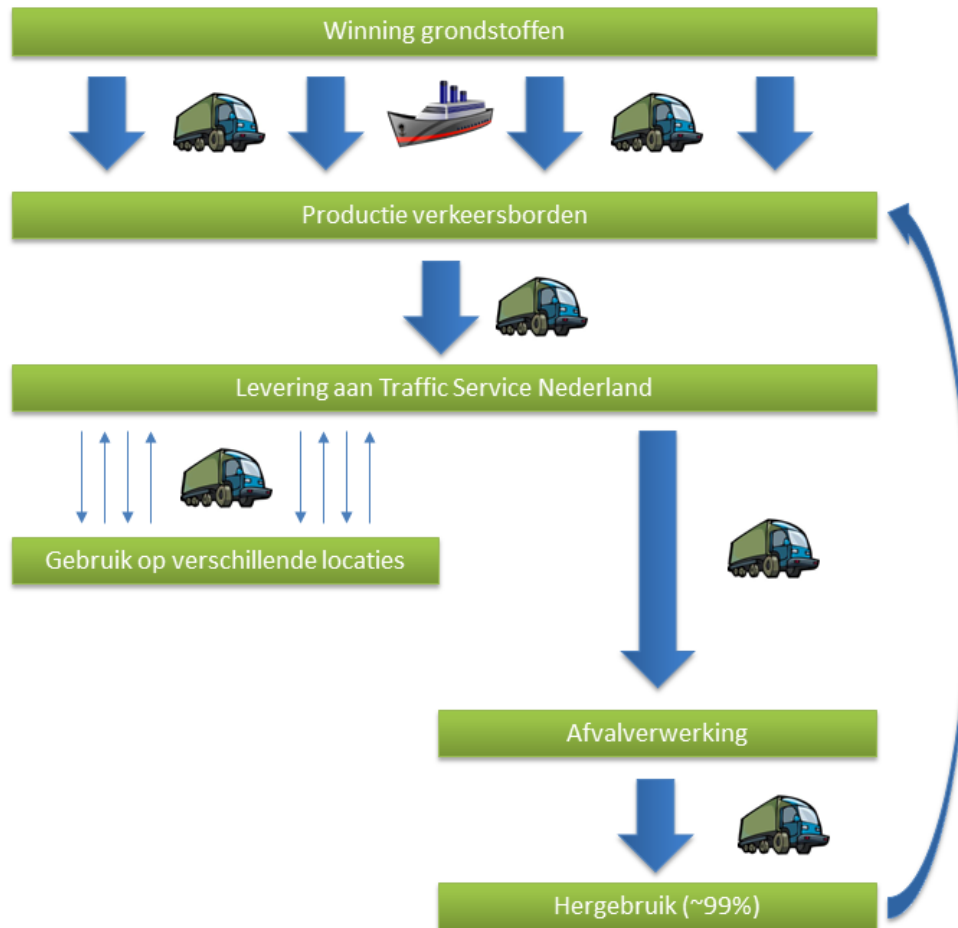 Winning grondstoffen
Productie verkeersborden
Levering aan Traffic Service Nederland
Gebruik op verschillende locaties
Afvalverwerking
Hergebruik (~99%)